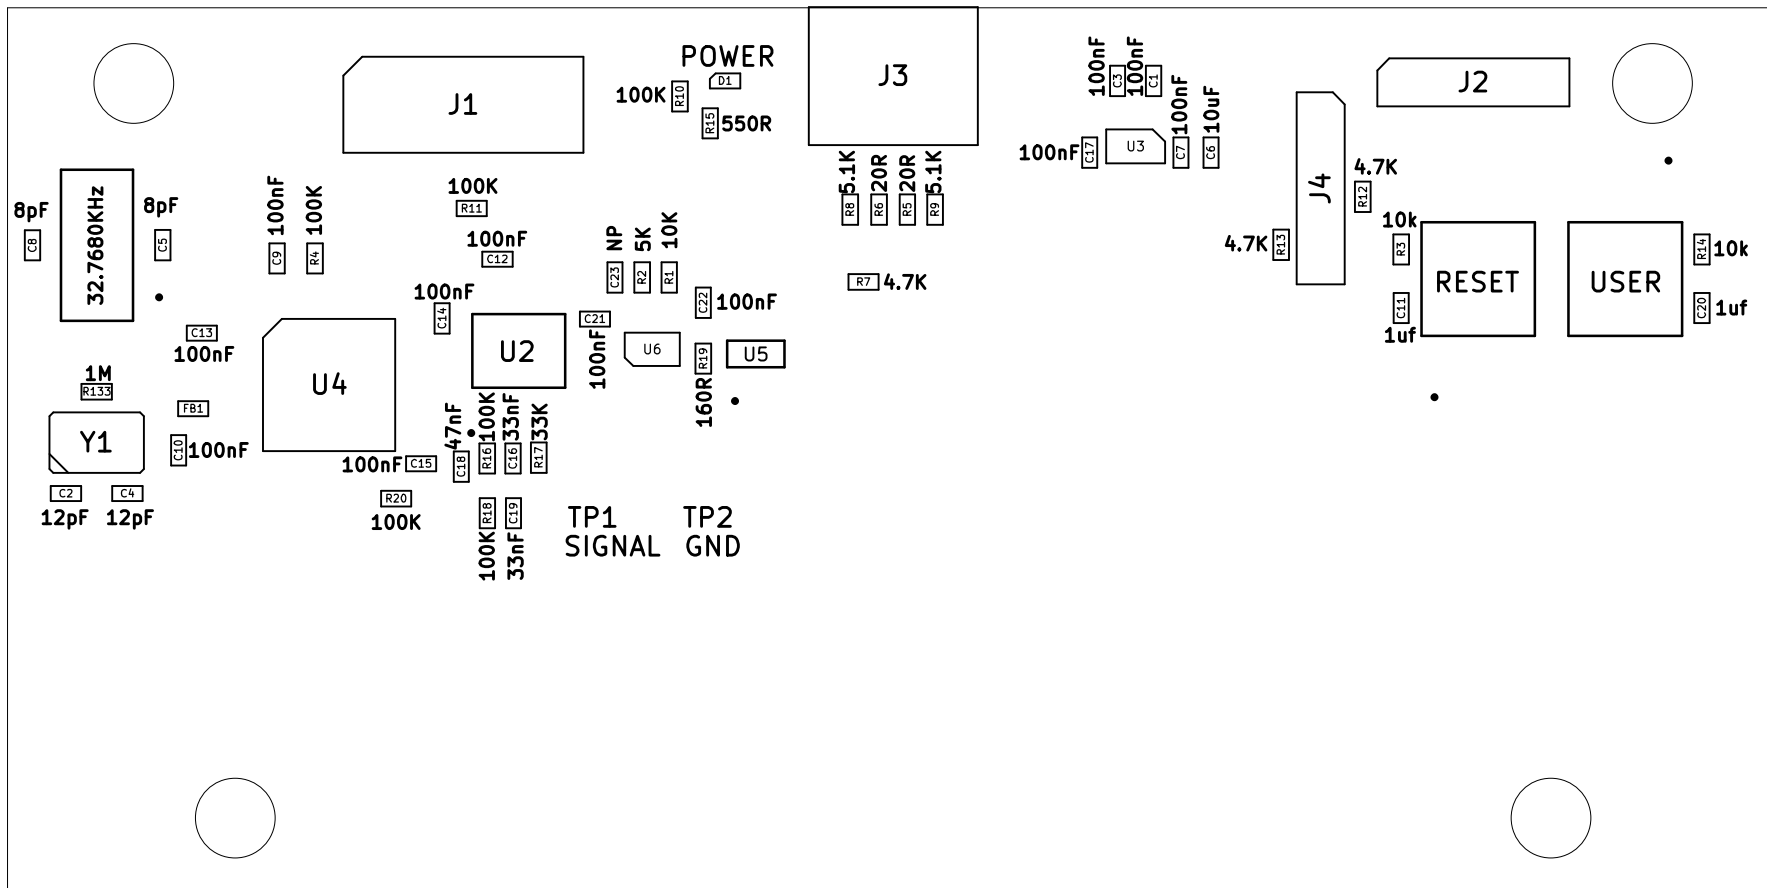 POWER
D1
100K
R10
R15
550R
J1
J3
100nF
C3
100nF
C1
100nF
C7
10uF
C6
100nF
C17
U3
J2
J4
4.7K
R12
4.7K
R13
10k
R3
C11
1uf
RESET
USER
R14
10k
C20
1uf
8pF
C8
32.7680KHz
8pF
C5
100nF
C9
100K
R4
100K
R11
100nF
C12
NP
C23
5K
R2
10K
R1
5.1K
R8
20R
R6
20R
R5
5.1K
R9
R7
4.7K
100nF
C14
C22
100nF
C21
100nF
U2
U6
R19
160R
U5
C13
100nF
1M
R133
FB1
Y1
C10
100nF
U4
C2
12pF
C4
12pF
100nF
C15
R20
100K
47nF
C18
100K
R16
33nF
C16
33K
R17
R18
100K
C19
33nF
TP1
SIGNAL
TP2
GND